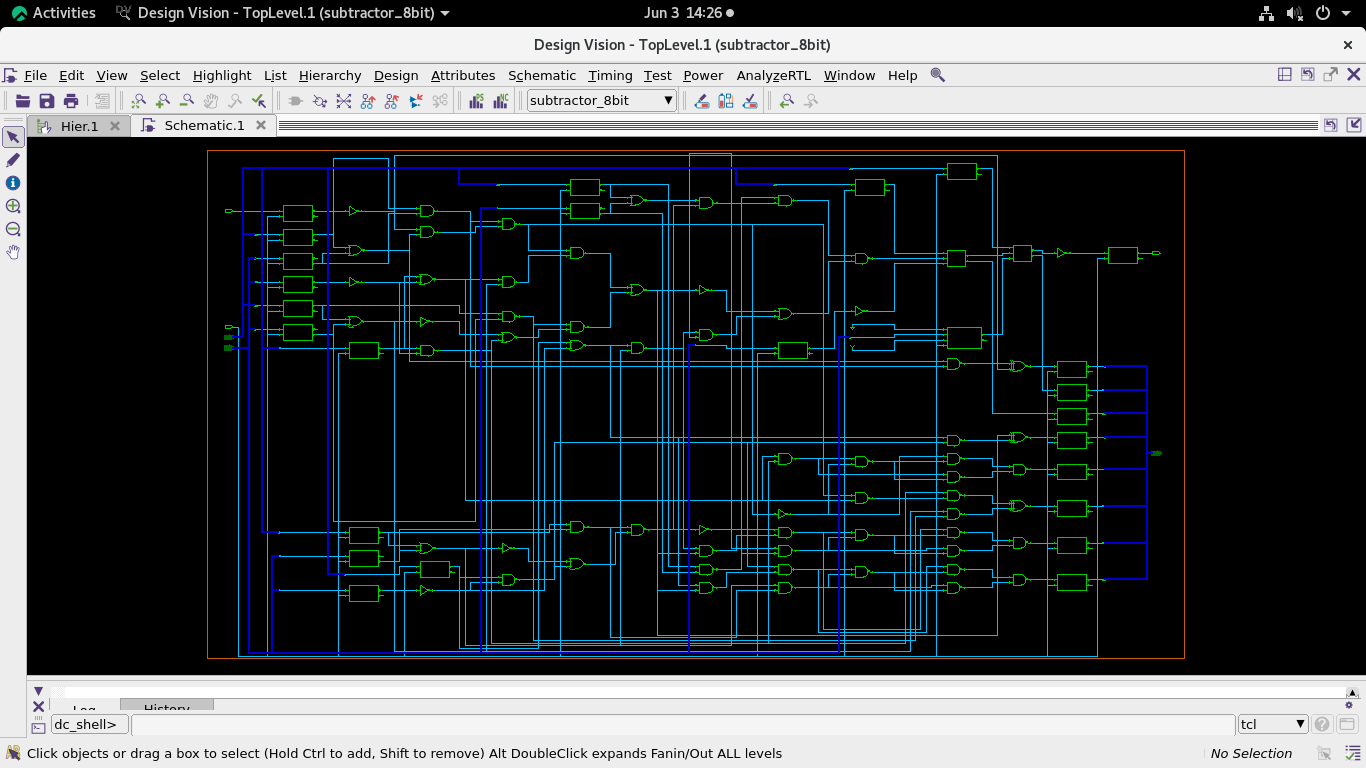 Activities Design Vision - TopLevel.1 (subtractor_8bit) Jun 3 14:26
Design Vision - TopLevel.1 (subtractor_8bit)
File Edit View Select Highlight List Hierarchy Design Attributes Schematic Timing Test Power AnalyzeRTL Window Help
subtractor_8bit
Hier.1 Schematic.1
Log History
dc_shell> tcl
Click objects or drag a box to select (Hold Ctrl to add, Shift to remove) Alt DoubleClick expands Fanin/Out ALL levels No Selection